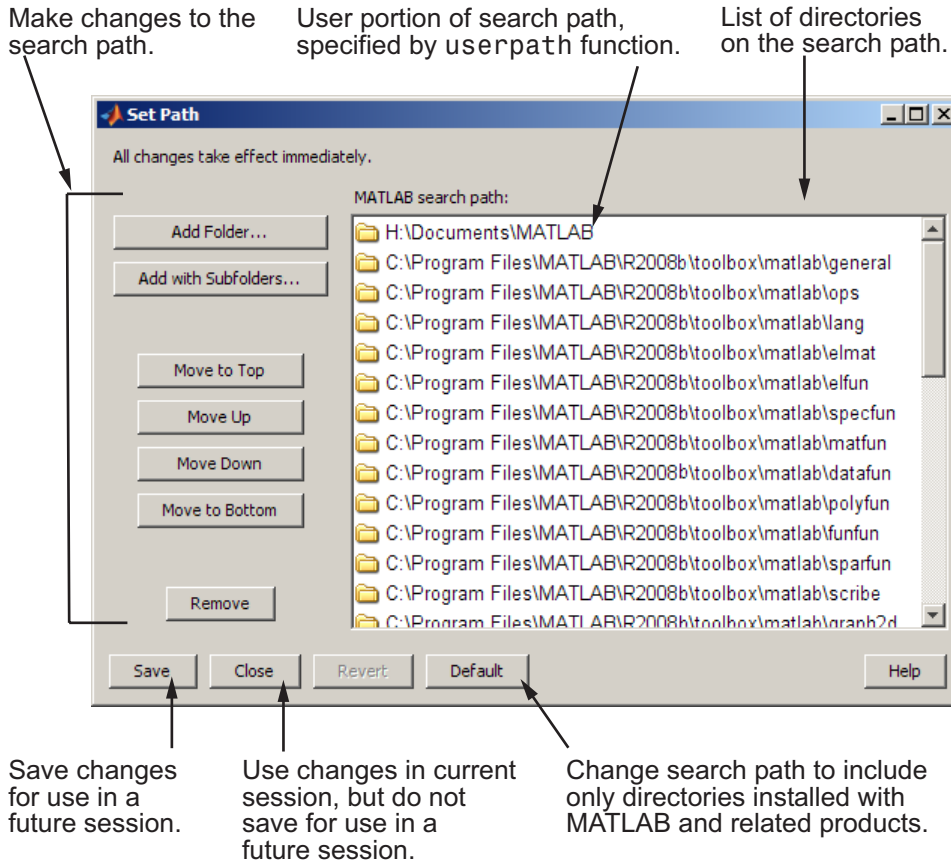 Make changes to the
search path.
User portion of search path,
specified by userpath function.
List of directories
on the search path.
Set Path
All changes take effect immediately.
MATLAB search path:
Add Folder...
Add with Subfolders...
Move to Top
Move Up
Move Down
Move to Bottom
Remove
H:\Documents\MATLAB
C:\Program Files\MATLAB\R2008b\toolbox\matlab\general
C:\Program Files\MATLAB\R2008b\toolbox\matlab\ops
C:\Program Files\MATLAB\R2008b\toolbox\matlab\lang
C:\Program Files\MATLAB\R2008b\toolbox\matlab\elmat
C:\Program Files\MATLAB\R2008b\toolbox\matlab\elfun
C:\Program Files\MATLAB\R2008b\toolbox\matlab\specfun
C:\Program Files\MATLAB\R2008b\toolbox\matlab\matfun
C:\Program Files\MATLAB\R2008b\toolbox\matlab\datafun
C:\Program Files\MATLAB\R2008b\toolbox\matlab\polyfun
C:\Program Files\MATLAB\R2008b\toolbox\matlab\funfun
C:\Program Files\MATLAB\R2008b\toolbox\matlab\sparfun
C:\Program Files\MATLAB\R2008b\toolbox\matlab\scribe
C:\Program Files\MATLAB\R2008b\toolbox\matlab\graph2d
Save
Close
Revert
Default
Help
Save changes
for use in a
future session.
Use changes in current
session, but do not
save for use in a
future session.
Change search path to include
only directories installed with
MATLAB and related products.